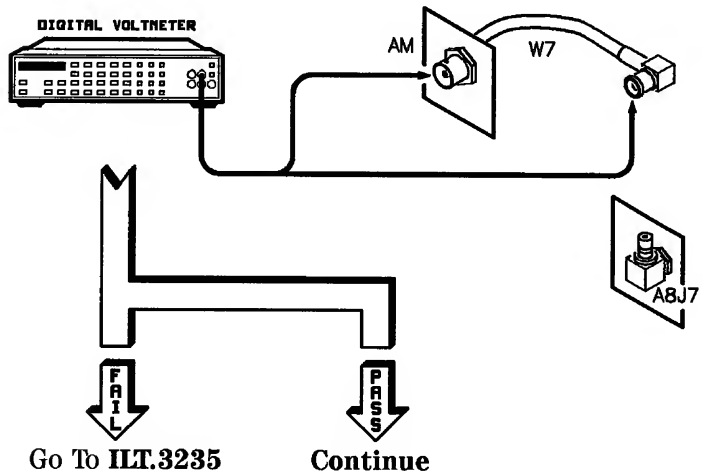 DIGITAL VOLTMETER
AM
W7
A8J7
FAIL
PASS
Go To ILT.3235
Continue